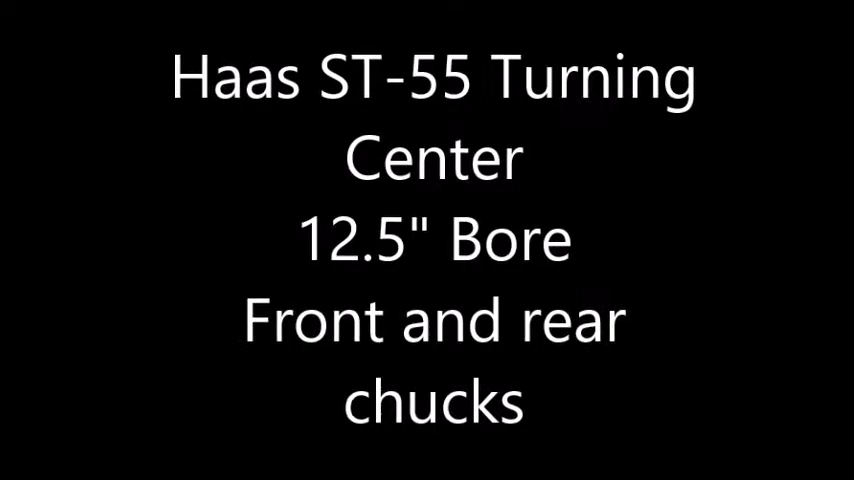 Haas ST-55 Turning
Center
12.5" Bore
Front and rear
chucks